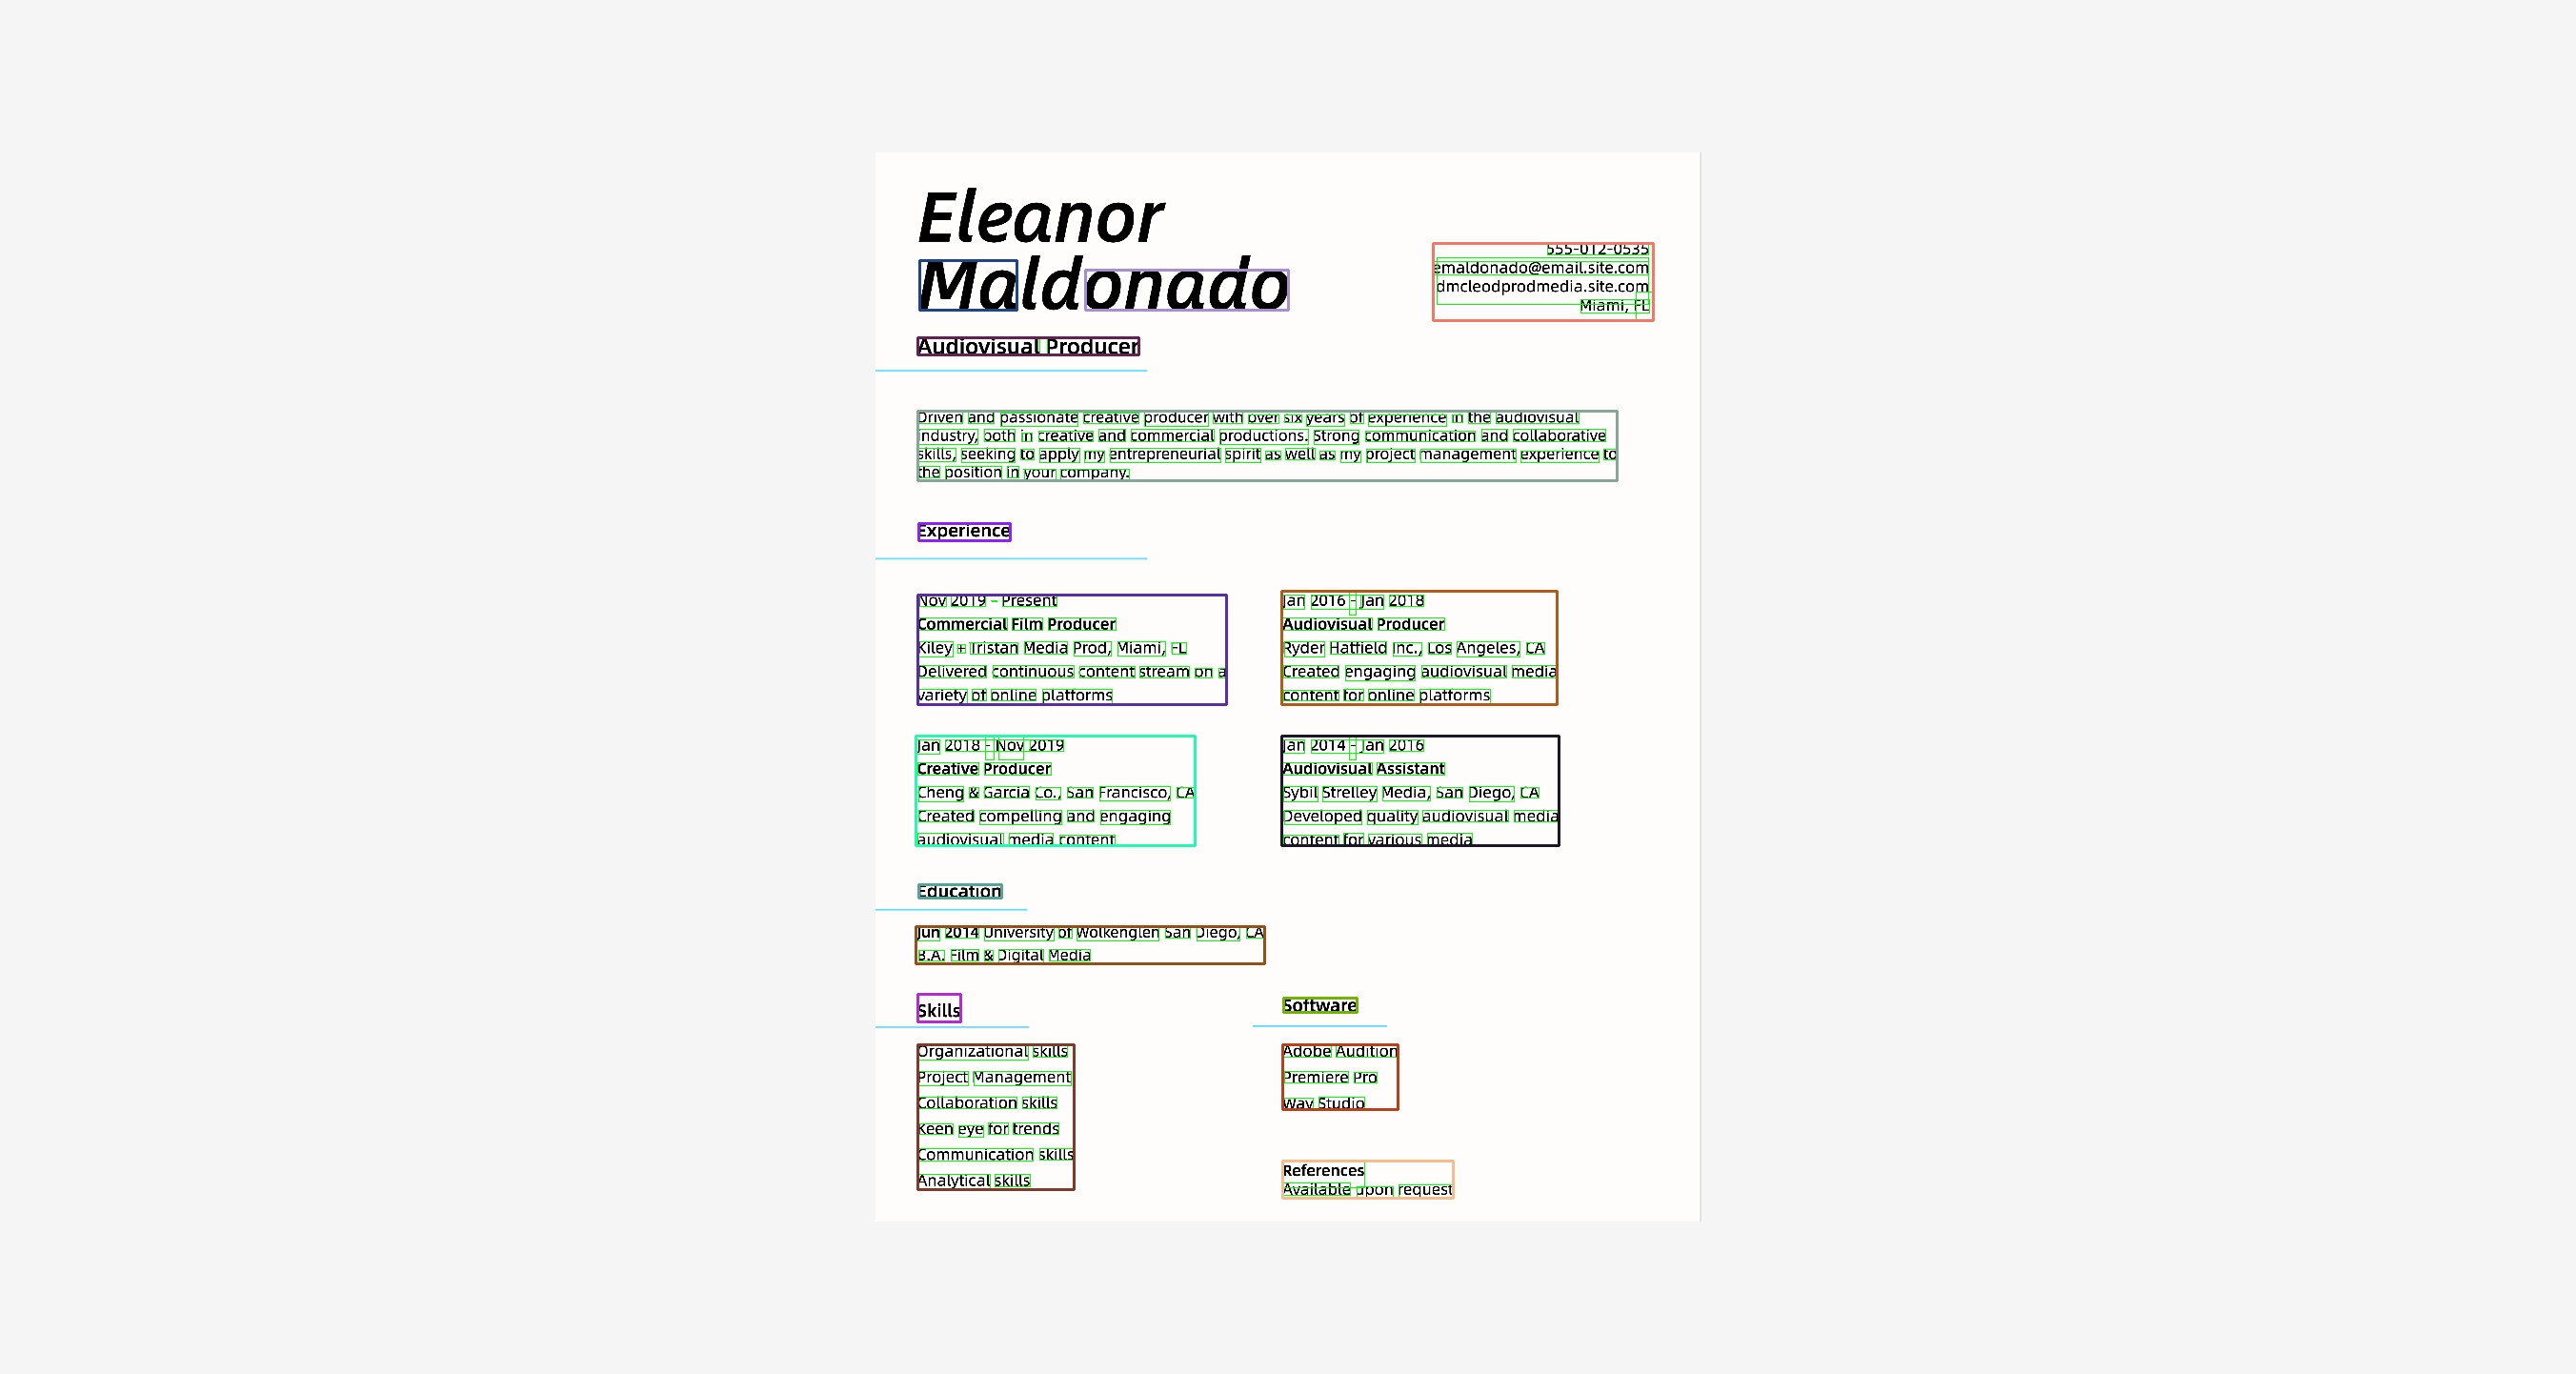 Eleanor
Maldonado
555-012-0535
emaldonado@email.site.com
dmcleodprodmedia.site.com
Miami, FL
Audiovisual Producer
Driven and passionate creative producer with over six years of experience in the audiovisual
industry, both in creative and commercial productions. Strong communication and collaborative
skills, seeking to apply my entrepreneurial spirit as well as my project management experience to
the position in your company.
Experience
Nov 2019 - Present
Commercial Film Producer
Kiley + Tristan Media Prod, Miami, FL
Delivered continuous content stream on a
variety of online platforms
Jan 2018 - Nov 2019
Creative Producer
Cheng & Garcia Co., San Francisco, CA
Created compelling and engaging
audiovisual media content
Jan 2016 - Jan 2018
Audiovisual Producer
Ryder Hatfield Inc., Los Angeles, CA
Created engaging audiovisual media
content for online platforms
Jan 2014 - Jan 2016
Audiovisual Assistant
Sybil Strelley Media, San Diego, CA
Developed quality audiovisual media
content for various media
Education
Jun 2014 University of Wolkenglen San Diego, CA
B.A. Film & Digital Media
Skills
Organizational skills
Project Management
Collaboration skills
Keen eye for trends
Communication skills
Analytical skills
Software
Adobe Audition
Premiere Pro
Wav Studio
References
Available upon request